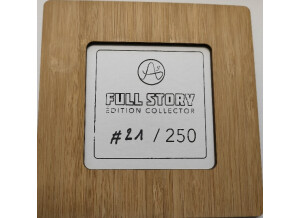 FULL STORY
EDITION COLLECTOR
#21 / 250